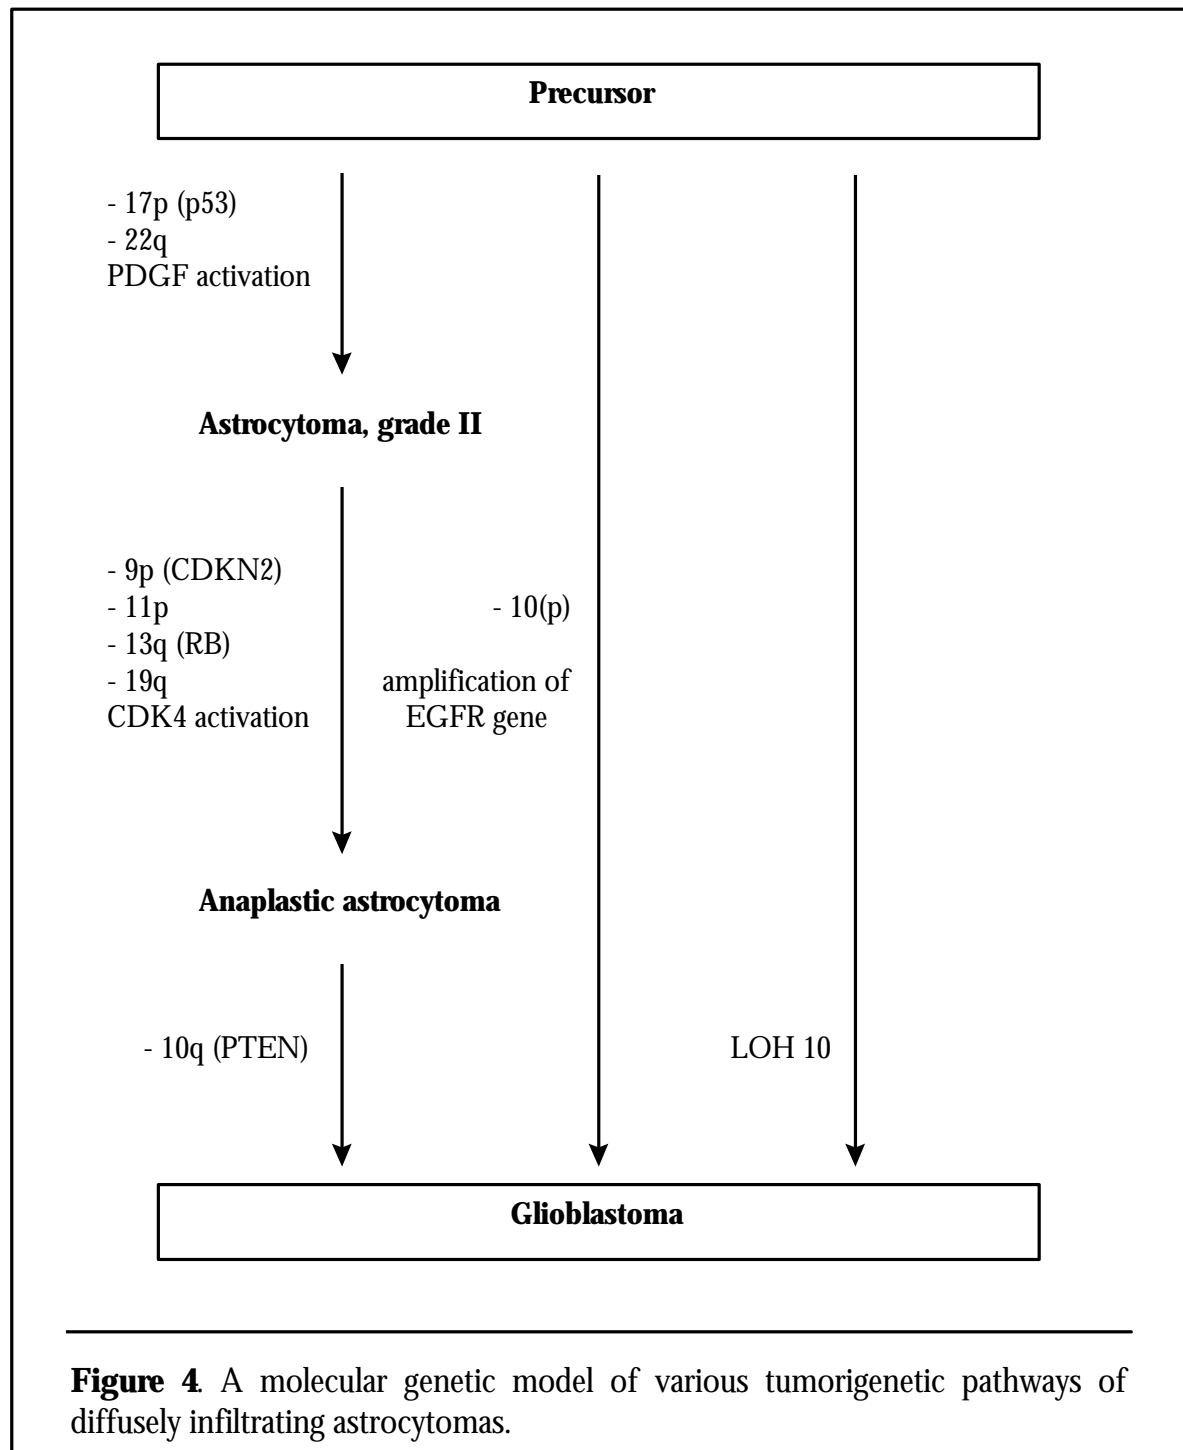 Precursor
- 17p (p53)
- 22q
PDGF activation
Astrocytoma, grade II
- 9p (CDKN2)
- 11p
- 13q (RB)
- 19q
CDK4 activation
- 10(p)
amplification of
EGFR gene
Anaplastic astrocytoma
- 10q (PTEN)
LOH 10
Glioblastoma
Figure 4. A molecular genetic model of various tumorigenetic pathways of
diffusely infiltrating astrocytomas.